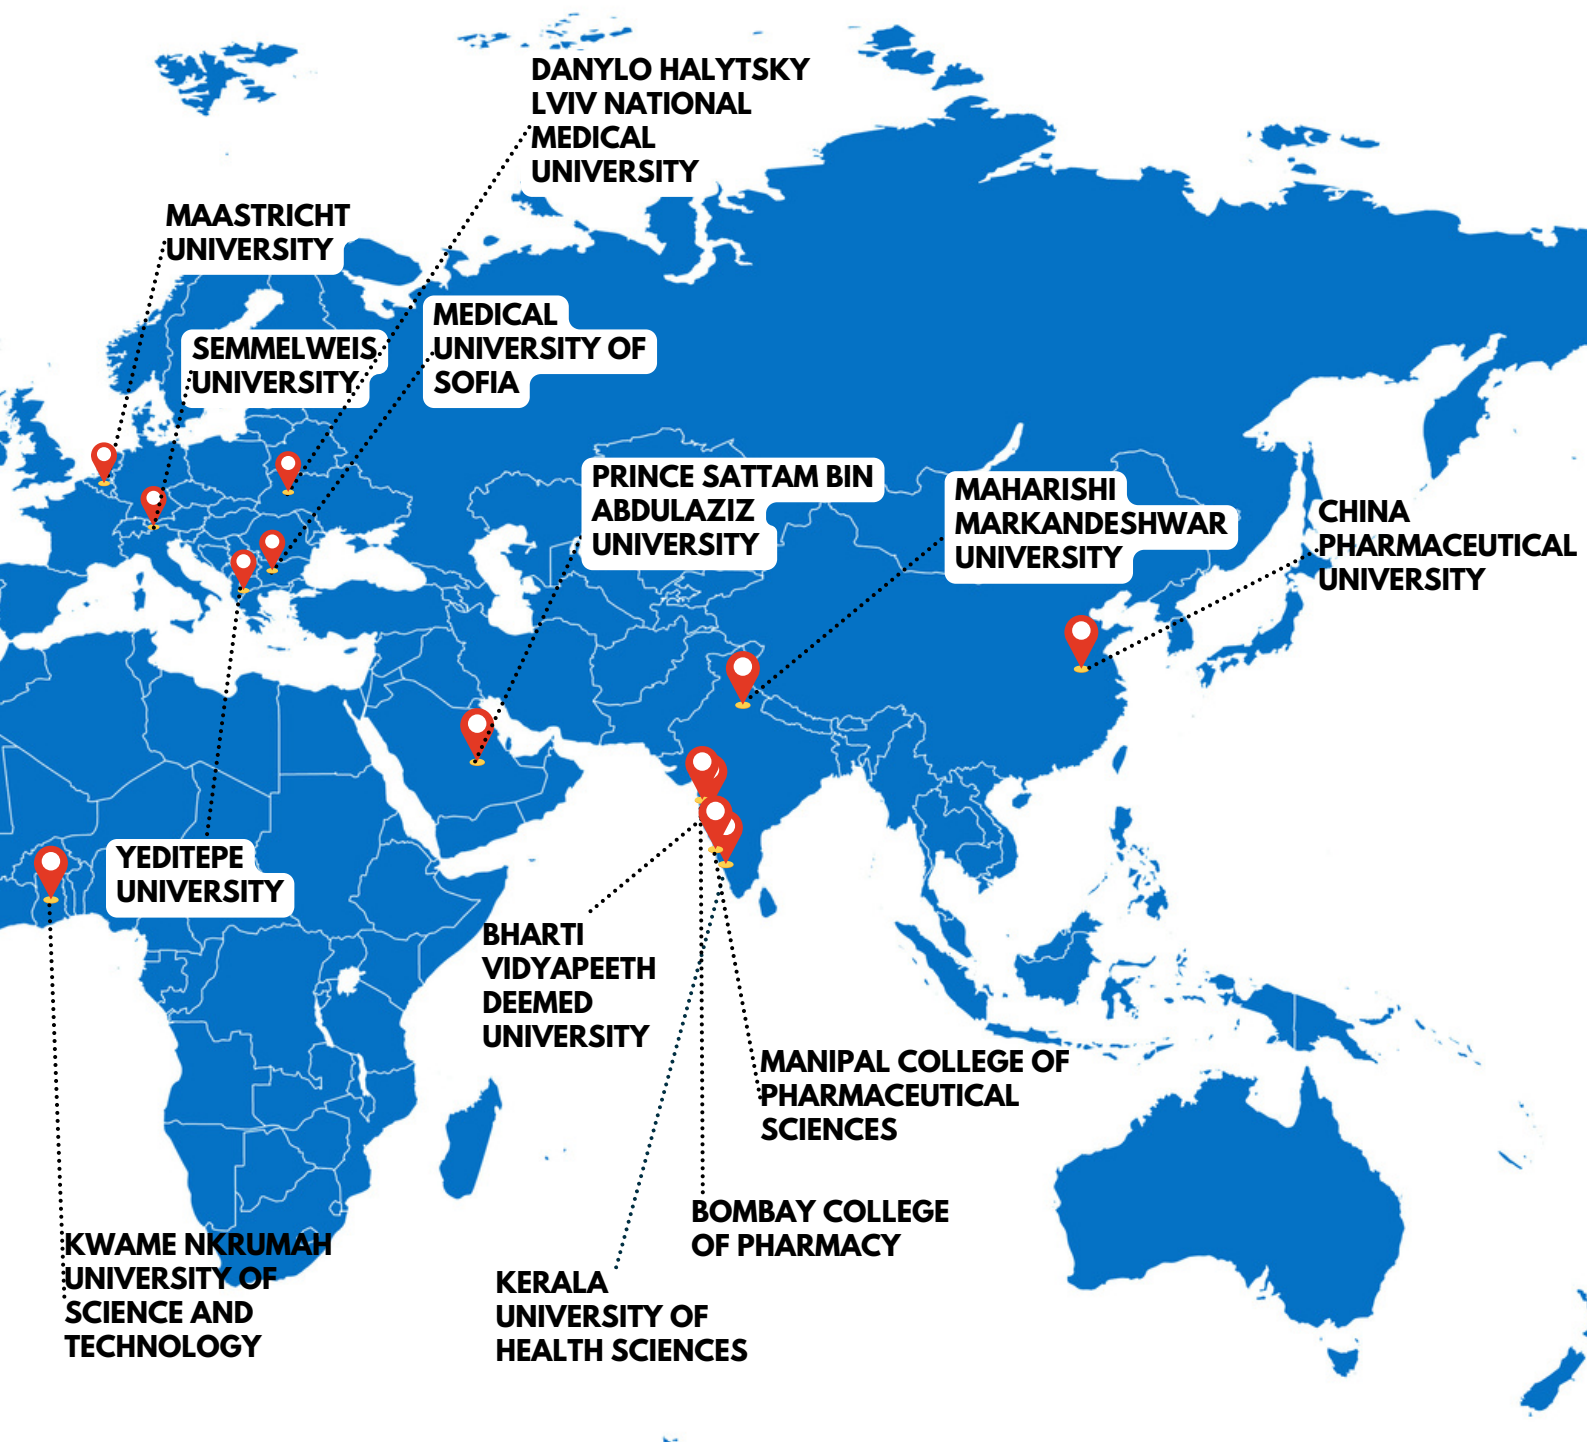 DANYLO HALYTSKY
LVIV NATIONAL
MEDICAL
UNIVERSITY
MAASTRICHT
UNIVERSITY
MEDICAL
UNIVERSITY OF
SOFIA
SEMMELWEIS
UNIVERSITY
PRINCE SATTAM BIN
ABDULAZIZ
UNIVERSITY
MAHARISHI
MARKANDESHWAR
UNIVERSITY
CHINA
PHARMACEUTICAL
UNIVERSITY
YEDITEPE
UNIVERSITY
BHARTI
VIDYAPEETH
DEEMED
UNIVERSITY
MANIPAL COLLEGE OF
PHARMACEUTICAL
SCIENCES
BOMBAY COLLEGE
OF PHARMACY
KWAME NKRUMAH
UNIVERSITY OF
SCIENCE AND
TECHNOLOGY
KERALA
UNIVERSITY OF
HEALTH SCIENCES